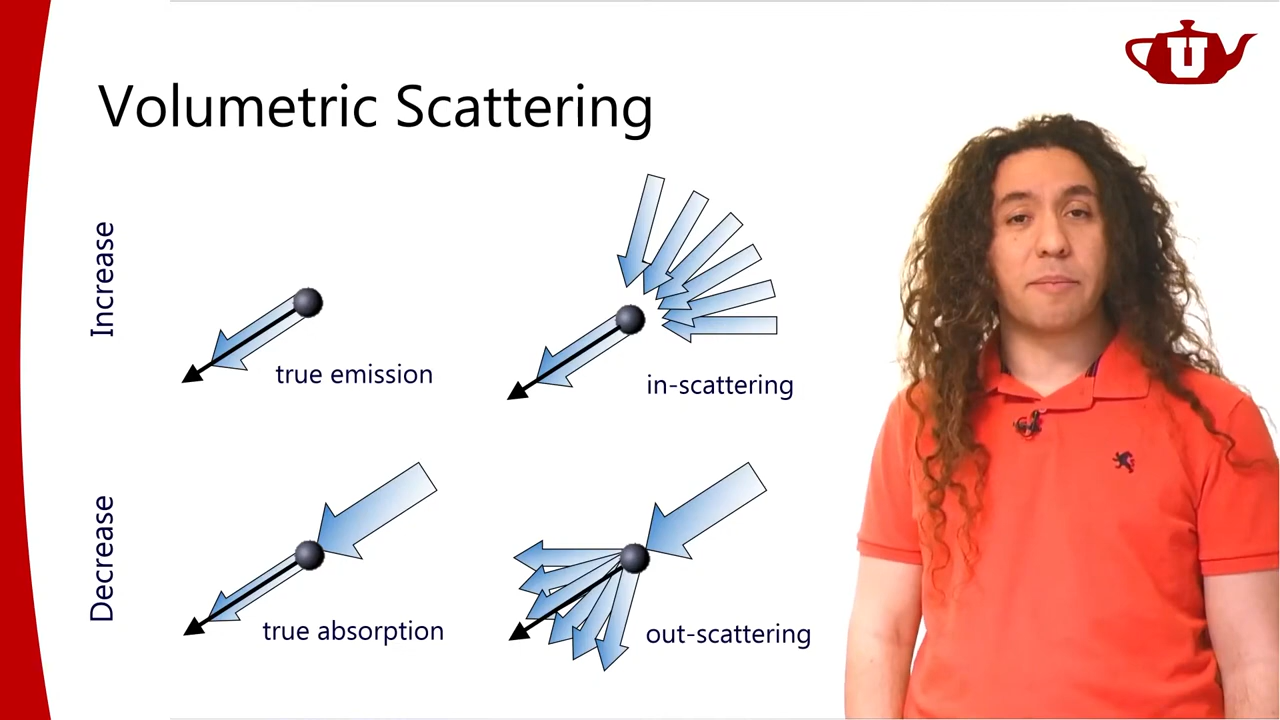 U
Volumetric Scattering
Increase
true emission
in-scattering
Decrease
true absorption
out-scattering